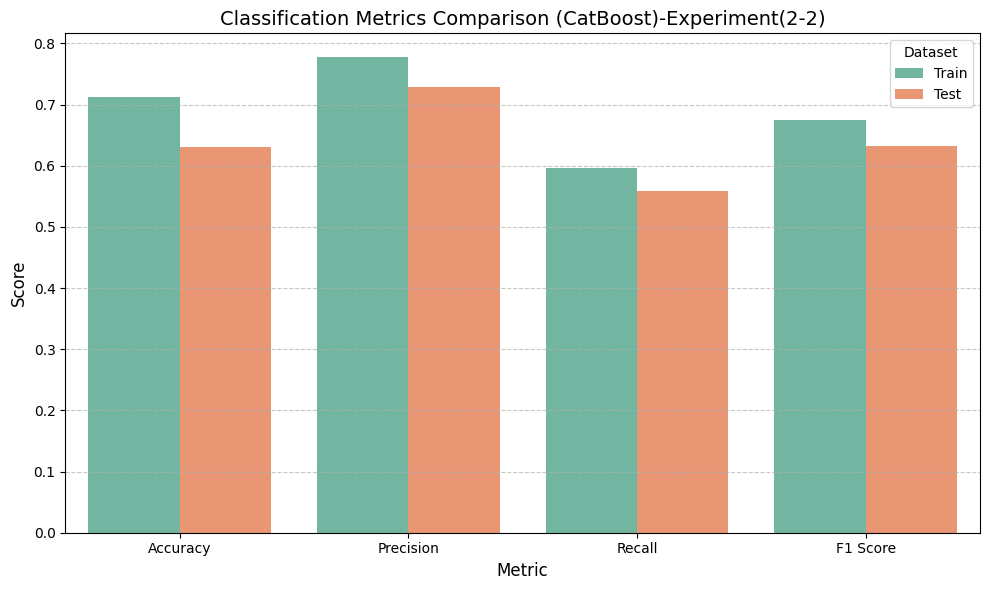 Classification Metrics Comparison (CatBoost)-Experiment(2-2)
Dataset
Train
Test
Score
0.8
0.7
0.6
0.5
0.4
0.3
0.2
0.1
0.0
Accuracy
Precision
Recall
F1 Score
Metric